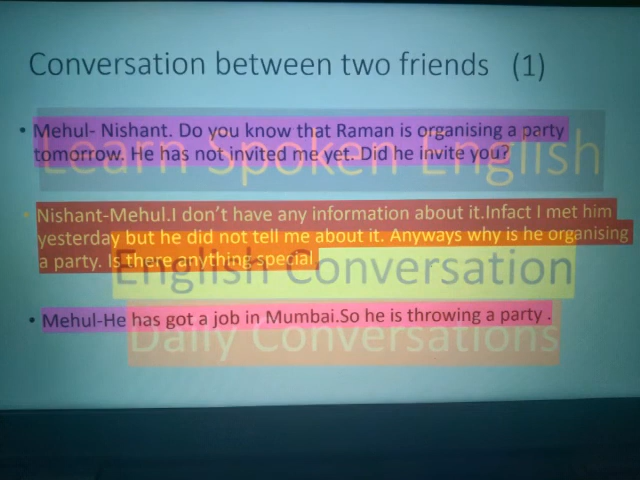 Conversation between two friends (1)
• Mehul- Nishant. Do you know that Raman is organising a party
tomorrow. He has not invited me yet. Did he invite you?
Learn Spoken English
• Nishant-Mehul.I don't have any information about it.Infact I met him
yesterday but he did not tell me about it. Anyways why is he organising
a party. Is there anything special
English Conversation
• Mehul-He has got a job in Mumbai.So he is throwing a party .
Daily Conversations